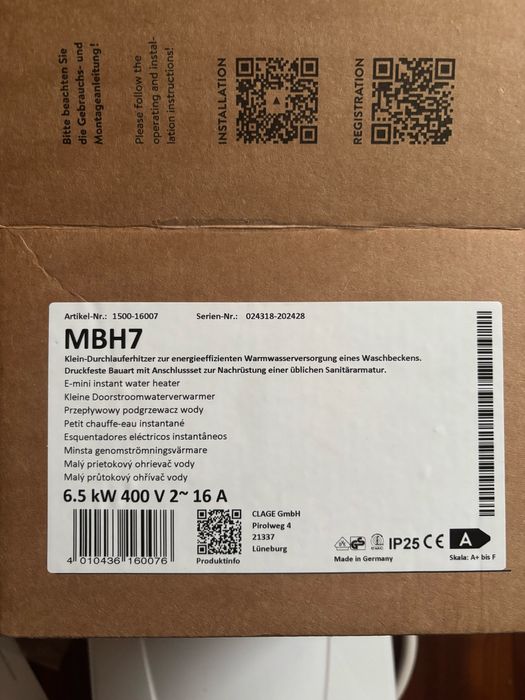 Bitte beachten Sie
die Gebrauchs- und
Montageanleitung!
Please follow the
operating and instal-
lation instructions!
INSTALLATION
REGISTRATION
Artikel-Nr.: 1500-16007 Serien-Nr.: 024318-202428
MBH7
Klein-Durchlauferhitzer zur energieeffizienten Warmwasserversorgung eines Waschbeckens.
Druckfeste Bauart mit Anschlussset zur Nachrüstung einer üblichen Sanitärarmatur.
E-mini instant water heater
Kleine Doorstroomwaterverwarmer
Przepływowy podgrzewacz wody
Petit chauffe-eau instantané
Esquentadores eléctricos instantâneos
Minsta genomströmningsvärmare
Malý prietokový ohrievač vody
Malý průtokový ohřívač vody
6.5 kW 400 V 2~ 16 A
4 010436 160076
Produktinfo
CLAGE GmbH
Pirolweg 4
21337
Lüneburg
IP25 CE A
Made in Germany Skala: A+ bis F